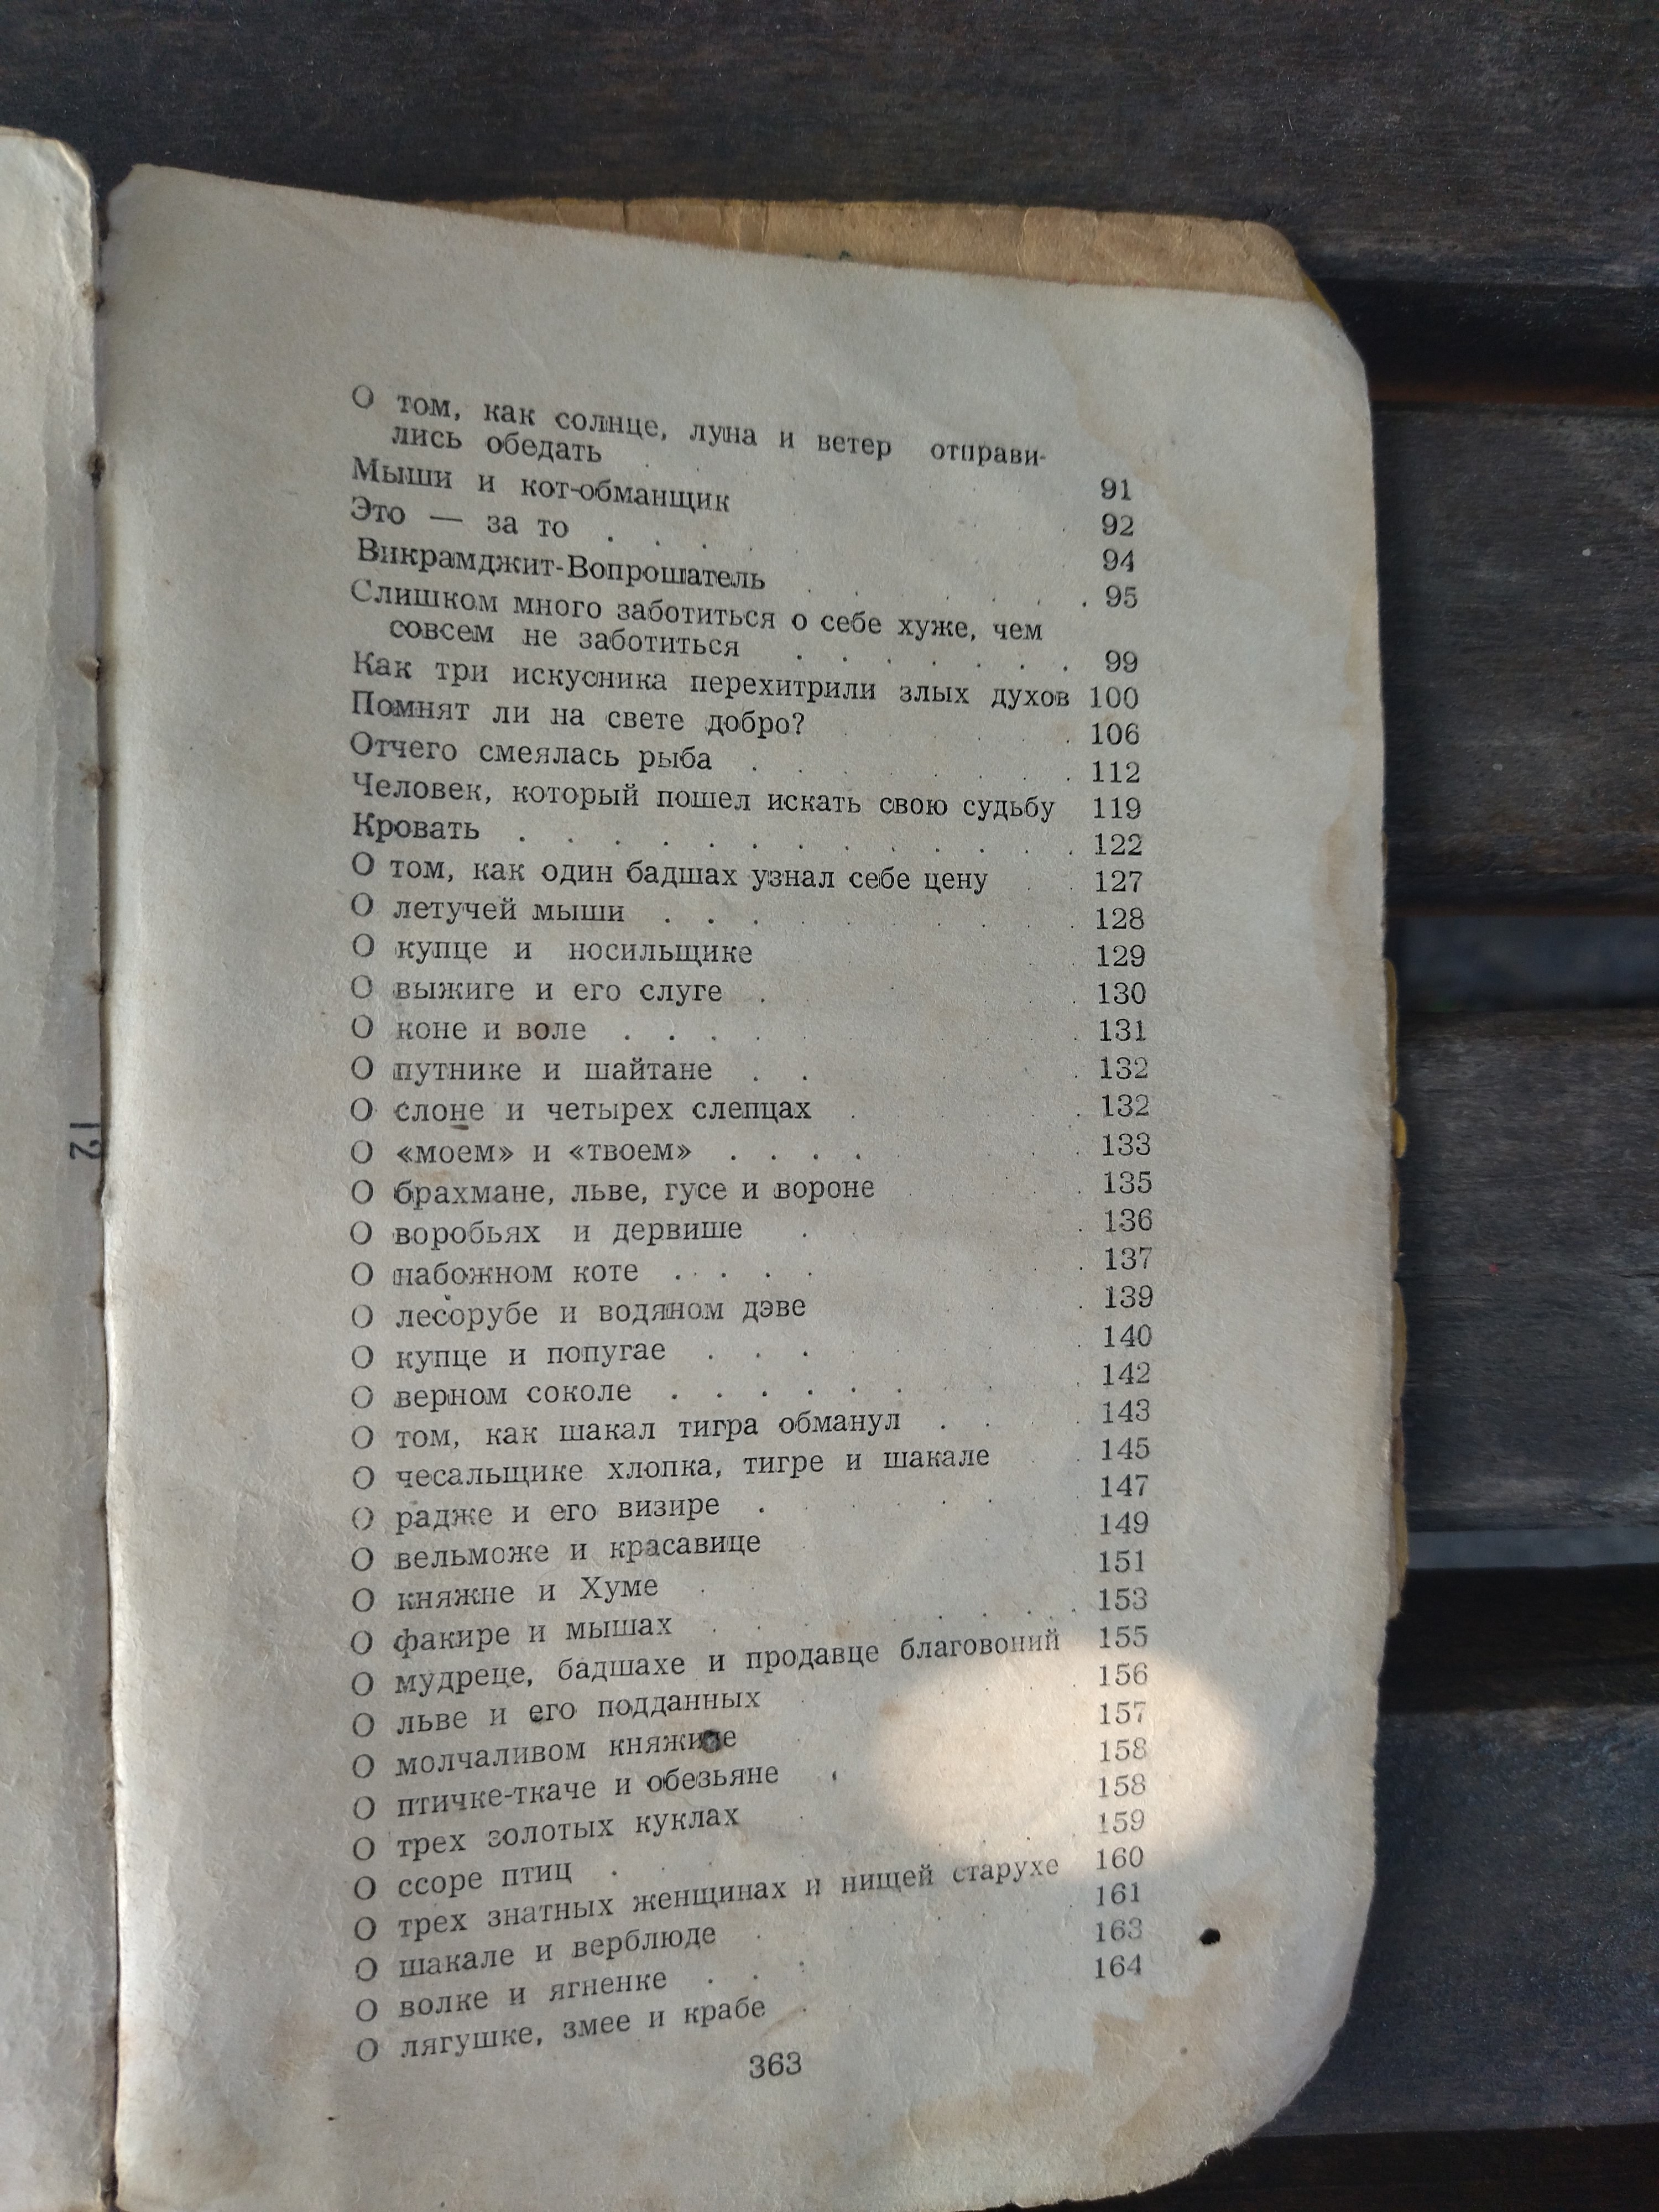 О том, как солнце, луна и ветер отправи-
лись обедать . 91
Мыши и кот-обманщик 92
Это — за то . . . . 94
Викрамджит-Вопрошатель . . . . . . 95
Слишком много заботиться о себе хуже, чем
совсем не заботиться . . . . . . . 99
Как три искусника перехитрили злых духов 100
Помнят ли на свете добро? . . . . 106
Отчего смеялась рыба . . . . . . . 112
Человек, который пошел искать свою судьбу 119
Кровать . . . . . . . . . . . . . 122
О том, как один бадшах узнал себе цену . . 127
О летучей мыши . . . . . . . . 128
О купце и носильщике . . 129
О выжиге и его слуге . . . 130
О коне и воле . . . . . . 131
О путнике и шайтане . . . 132
О слоне и четырех слепцах . . 132
О «моем» и «твоем» . . . . . 133
О брахмане, льве, гусе и вороне . . 135
О воробьях и дервише . . 136
О набожном коте . . . . . 137
О лесорубе и водяном дэве . 139
О купце и попугае . . . . 140
О верном соколе . . . . . . . . 142
О том, как шакал тигра обманул . . . 143
О чесальщике хлопка, тигре и шакале . . 145
О радже и его визире . . . 147
О вельможе и красавице 149
О княжне и Хуме . 151
О факире и мышах . . . . . . . 153
О мудреце, бадшахе и продавце благовоний 155
О льве и его подданных . . 156
О молчаливом . 157
О птичке-ткаче и обезьяне . 158
О трех золотых куклах . 158
О ссоре птиц . . . 159
О трех знатных женщинах и нищей старухе 160
О шакале и верблюде . . 161
О волке и ягненке . . . 163
О лягушке, змее и крабе . 164
363
12